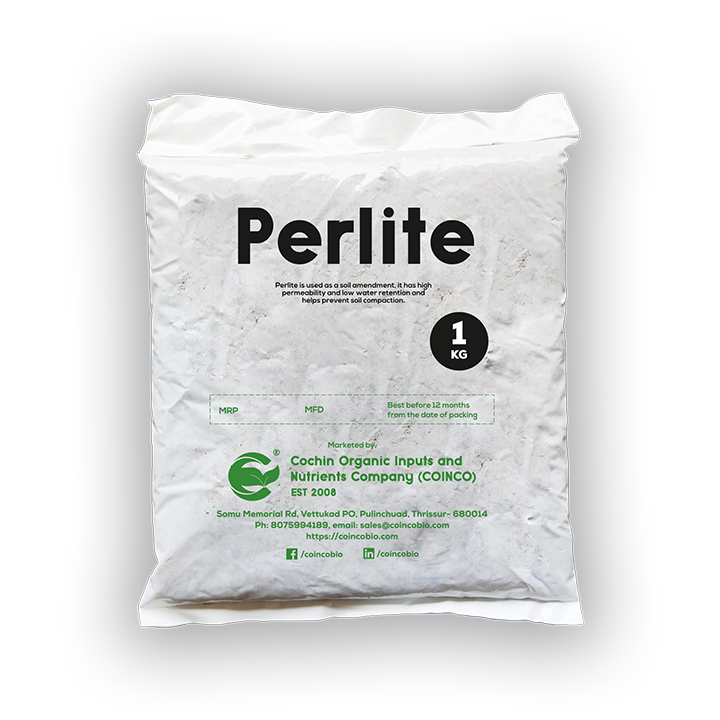 Perlite
Perlite is used as a soil amendment, it has high
permeability and low water retention and
helps prevent soil compaction.
1
KG
MRP
MFD
Best before 12 months
from the date of packing
Marketed by
®
Cochin Organic Inputs and
Nutrients Company (COINCO)
EST 2008
Somu Memorial Rd, Vettukad PO, Pulinchuad, Thrissur- 680014
Ph: 8075994189, email: sales@coincobio.com
https://coincobio.com
/coincobio
/coincobio